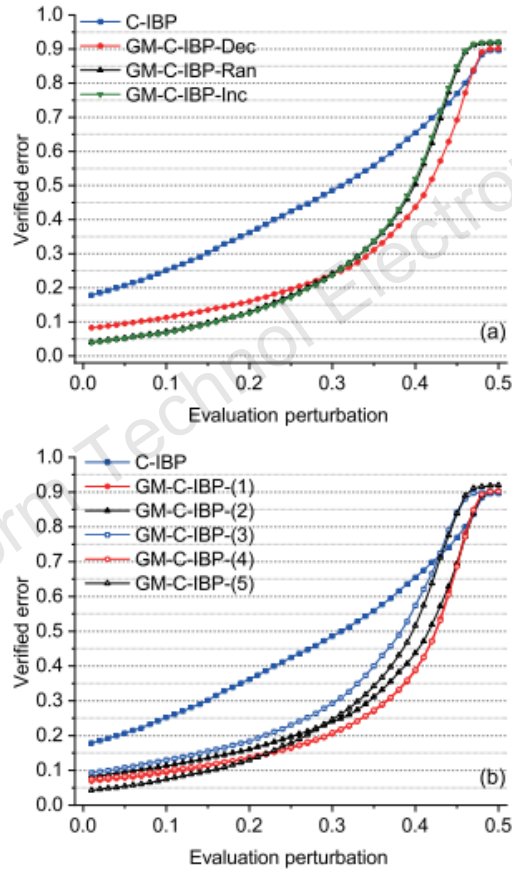 1.0
0.9
0.8
0.7
0.6
0.5
0.4
0.3
0.2
0.1
0.0
Verified error
C-IBP
GM-C-IBP-Dec
GM-C-IBP-Ran
GM-C-IBP-Inc
(a)
0.0 0.1 0.2 0.3 0.4 0.5
Evaluation perturbation
1.0
0.9
0.8
0.7
0.6
0.5
0.4
0.3
0.2
0.1
0.0
Verified error
C-IBP
GM-C-IBP-(1)
GM-C-IBP-(2)
GM-C-IBP-(3)
GM-C-IBP-(4)
GM-C-IBP-(5)
(b)
0.0 0.1 0.2 0.3 0.4 0.5
Evaluation perturbation
Technol Electro